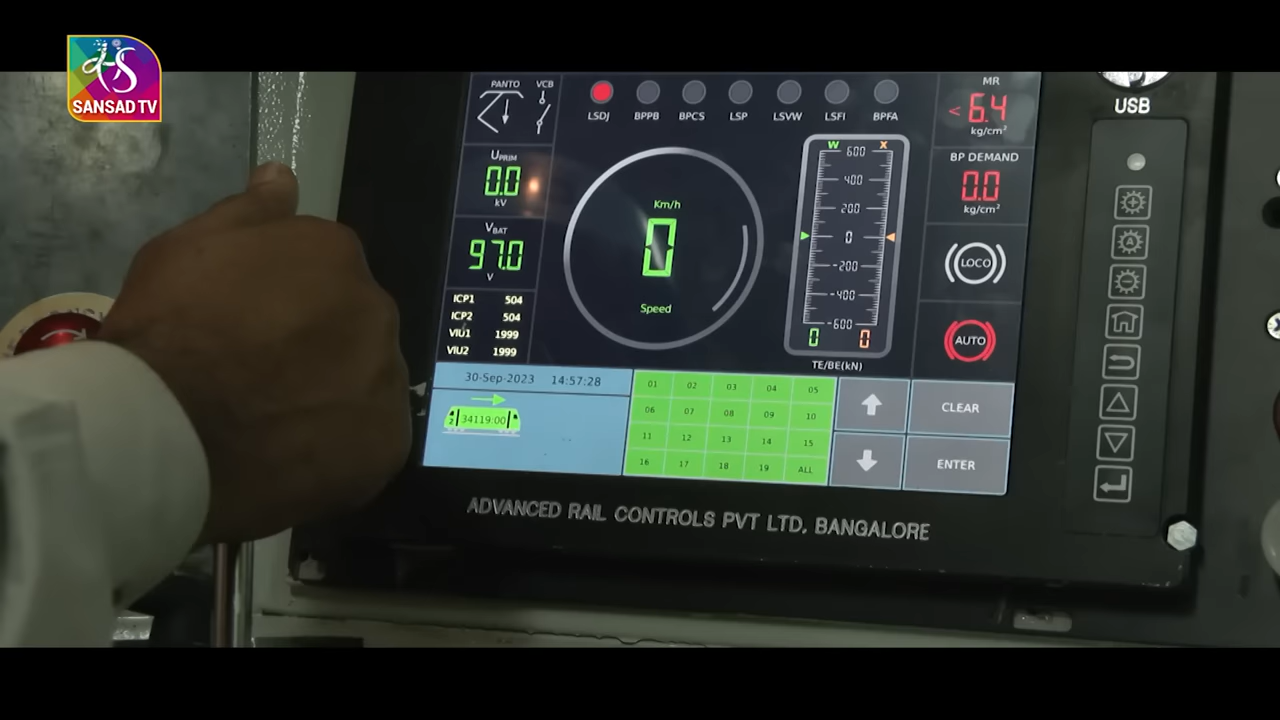 SANSAD TV
PANTO VCB
LSDJ BPPB BPCS LSP LSVW LSFI BPFA
MR
< 6.4
kg/cm²
USB
UPRIM
0.0
kV
BP DEMAND
0.0
kg/cm²
VBAT
97.0
V
Km/h
0
Speed
W X
600
400
200
0
-200
-400
-600
0 0
TE/BE(kN)
LOCO
AUTO
ICP1 504
ICP2 504
VIU1 1999
VIU2 1999
30-Sep-2023 14:57:28
2 34119.00
01 02 03 04 05
06 07 08 09 10
11 12 13 14 15
16 17 18 19 ALL
CLEAR
ENTER
A
ADVANCED RAIL CONTROLS PVT LTD, BANGALORE